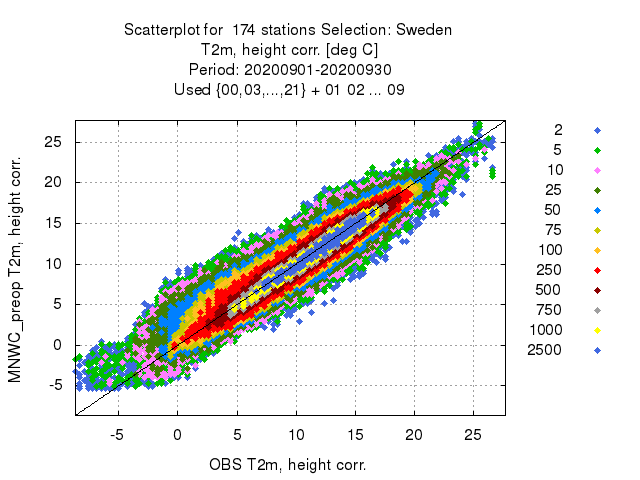 Scatterplot for  174 stations Selection: Sweden
T2m, height corr. [deg C]
Period: 20200901-20200930
Used {00,03,...,21} + 01 02 ... 09
MNWC_preop T2m, height corr.
25
20
15
10
5
0
-5
-5 0 5 10 15 20 25
OBS T2m, height corr.
2
5
10
25
50
75
100
250
500
750
1000
2500